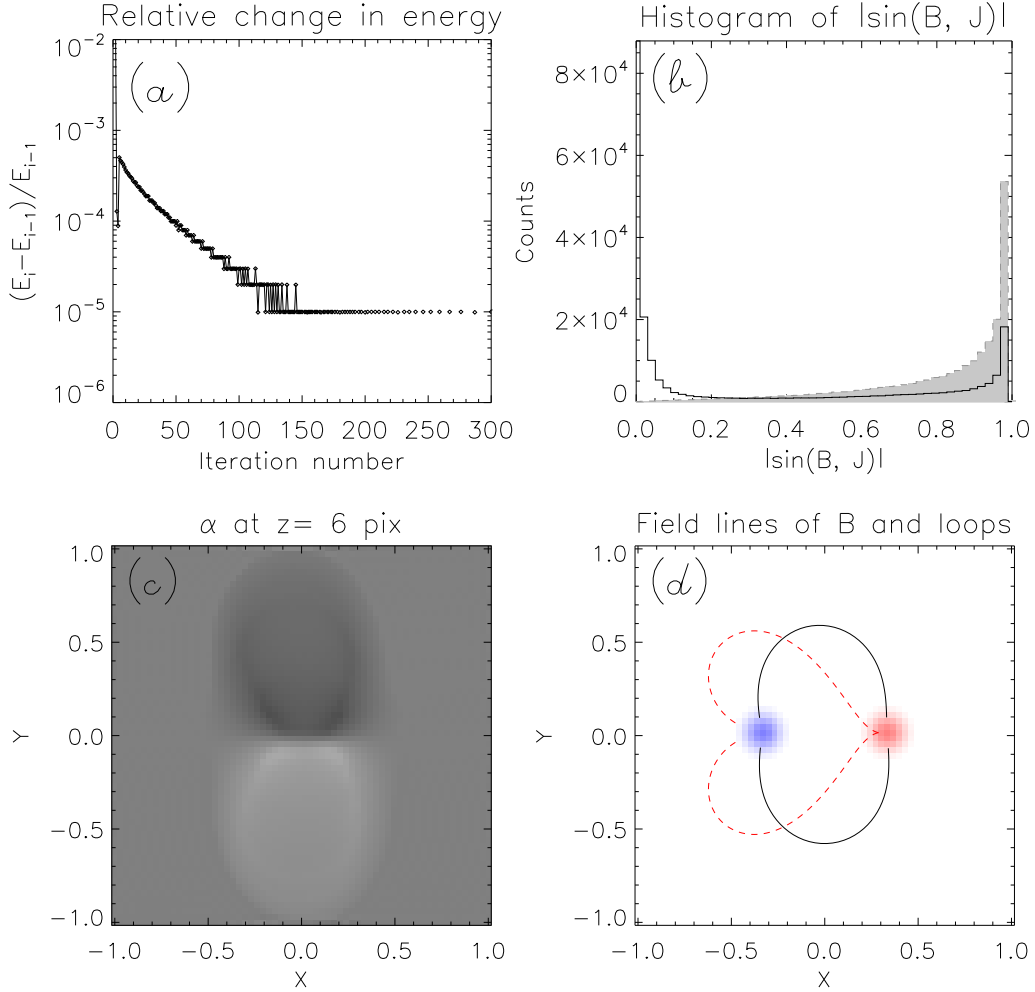 Relative change in energy
(a)
10⁻²
10⁻³
10⁻⁴
10⁻⁵
10⁻⁶
(E_i−E_{i−1})/E_{i−1}
0 50 100 150 200 250 300
Iteration number
Histogram of |sin(B, J)|
(b)
8×10⁴
6×10⁴
4×10⁴
2×10⁴
0
Counts
0.0 0.2 0.4 0.6 0.8 1.0
|sin(B, J)|
α at z= 6 pix
(c)
1.0
0.5
0.0
−0.5
−1.0
Y
−1.0 −0.5 0.0 0.5 1.0
X
Field lines of B and loops
(d)
1.0
0.5
0.0
−0.5
−1.0
Y
−1.0 −0.5 0.0 0.5 1.0
X